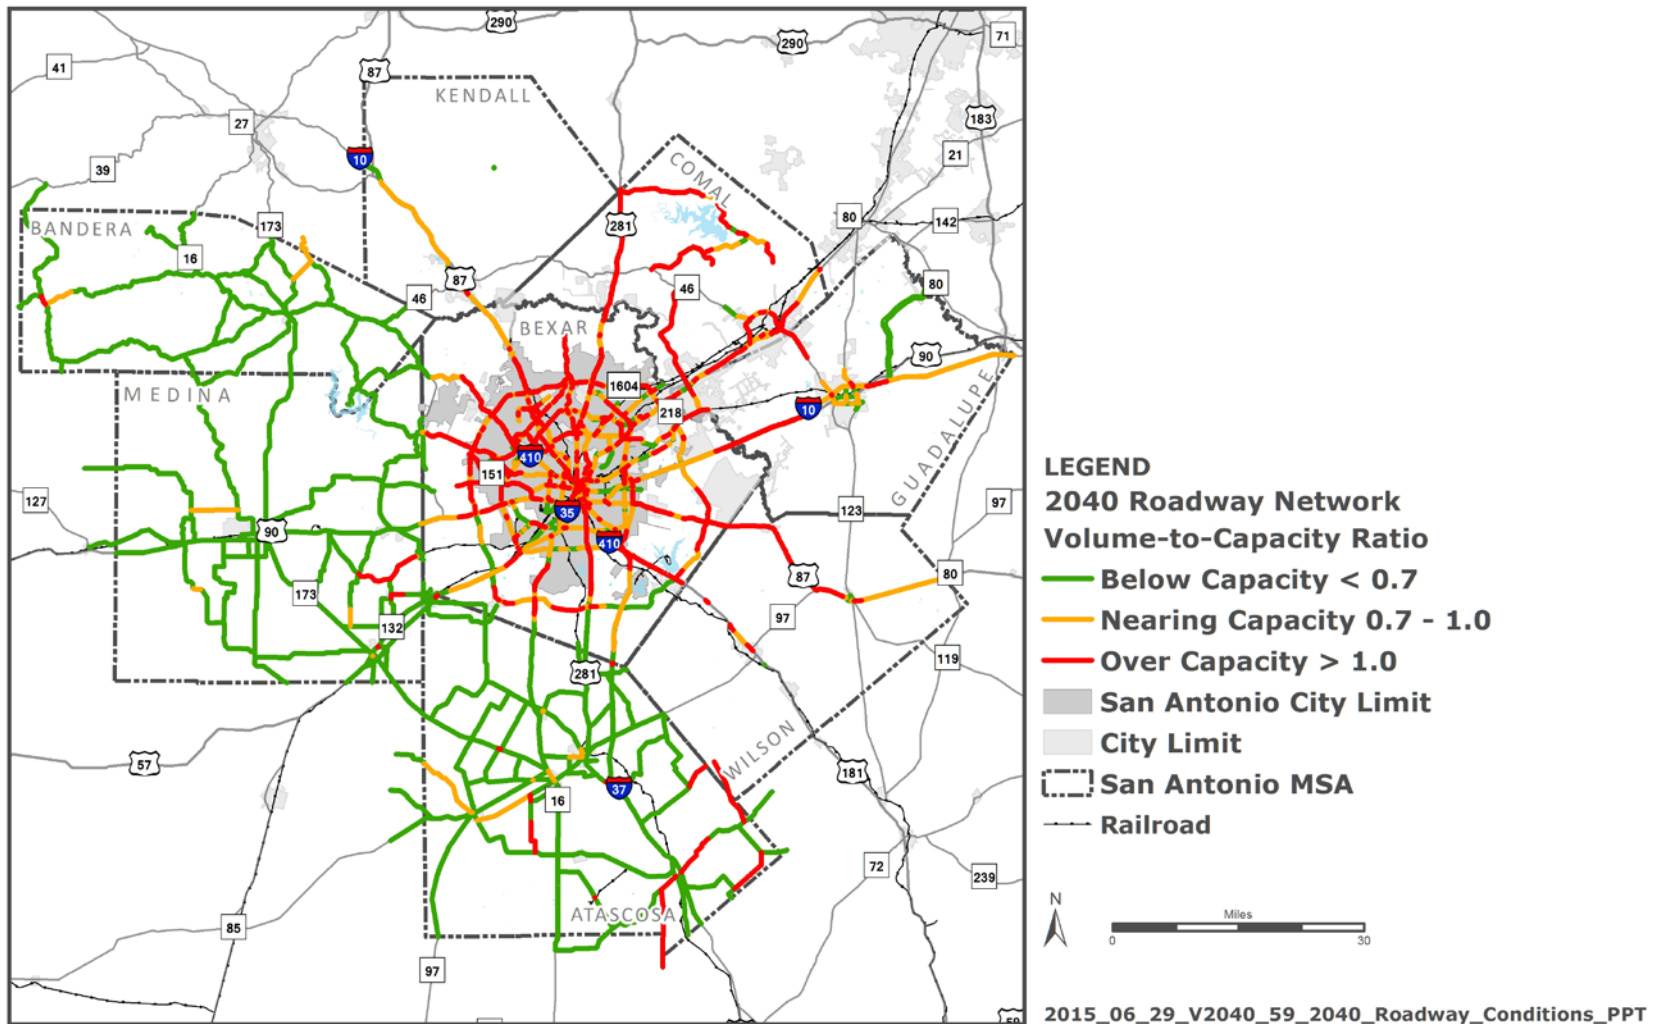 290
290
71
41
87
KENDALL
183
27
10
21
39
COMAL
173
80
142
BANDERA
281
16
87
46
80
46
BEXAR
90
1604
MEDINA
218
10
GUADALUPE
410
151
127
97
35
123
90
410
87
80
173
97
132
119
281
WILSON
57
181
37
16
72
239
ATASCOSA
85
97
LEGEND
2040 Roadway Network
Volume-to-Capacity Ratio
Below Capacity < 0.7
Nearing Capacity 0.7 - 1.0
Over Capacity > 1.0
San Antonio City Limit
City Limit
San Antonio MSA
Railroad
N
Miles
0 30
2015_06_29_V2040_59_2040_Roadway_Conditions_PPT